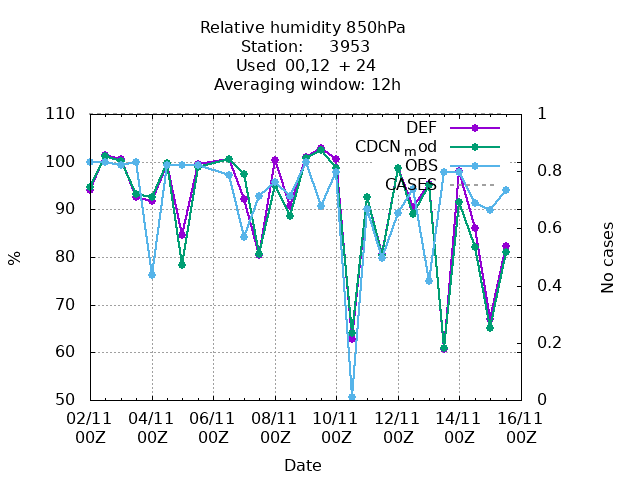 Relative humidity 850hPa
Station: 3953
Used 00,12 + 24
Averaging window: 12h
110 1
DEF
CDCN_mod
100
OBS
0.8
CASES
90
0.6
80
%
No cases
70
0.4
60
0.2
50 0
02/11 04/11 06/11 08/11 10/11 12/11 14/11 16/11
00Z 00Z 00Z 00Z 00Z 00Z 00Z 00Z
Date